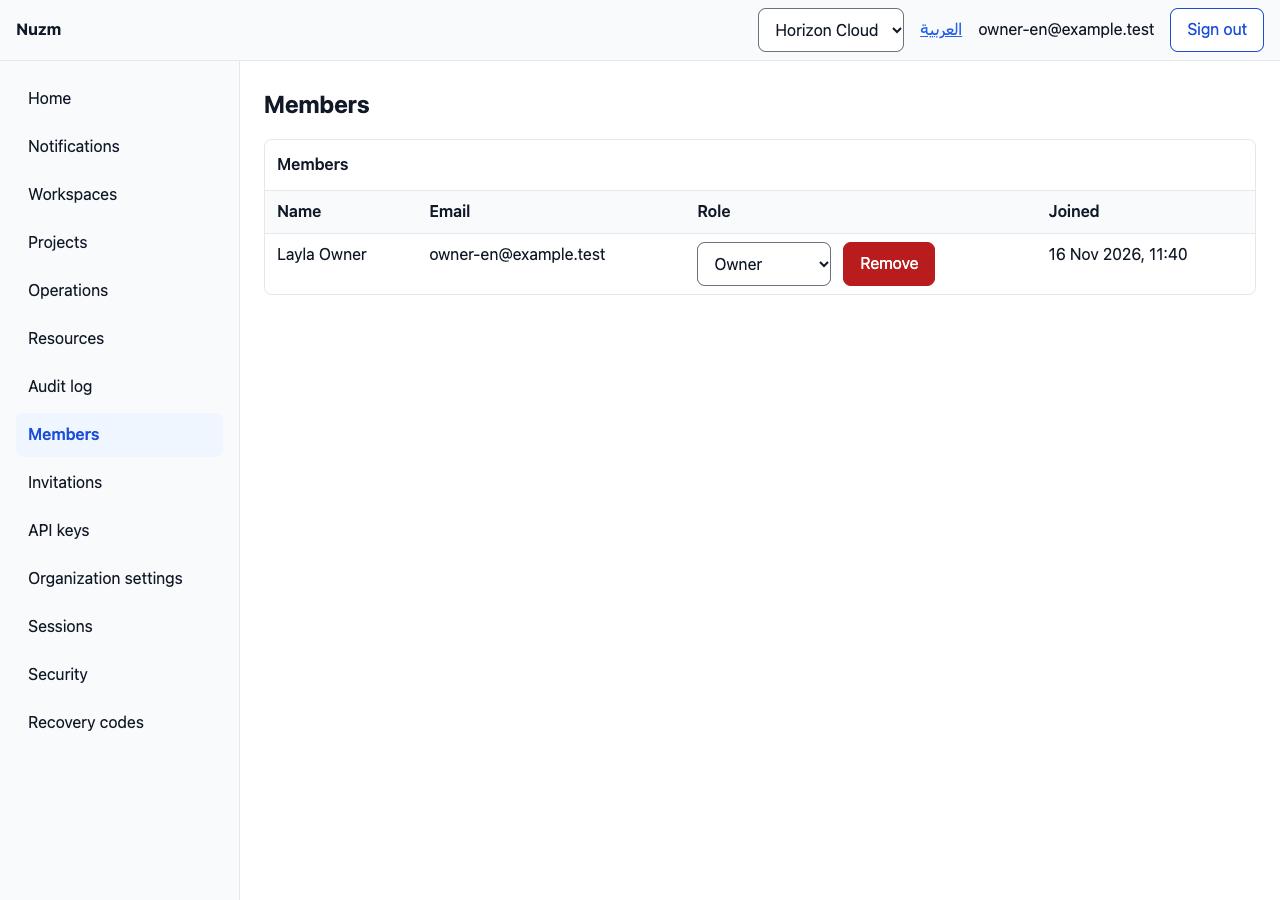 Nuzm
Horizon Cloud
العربية
owner-en@example.test
Sign out
Home
Notifications
Workspaces
Projects
Operations
Resources
Audit log
Members
Invitations
API keys
Organization settings
Sessions
Security
Recovery codes
Members
Members
Name Email Role Joined
Layla Owner owner-en@example.test Owner Remove 16 Nov 2026, 11:40